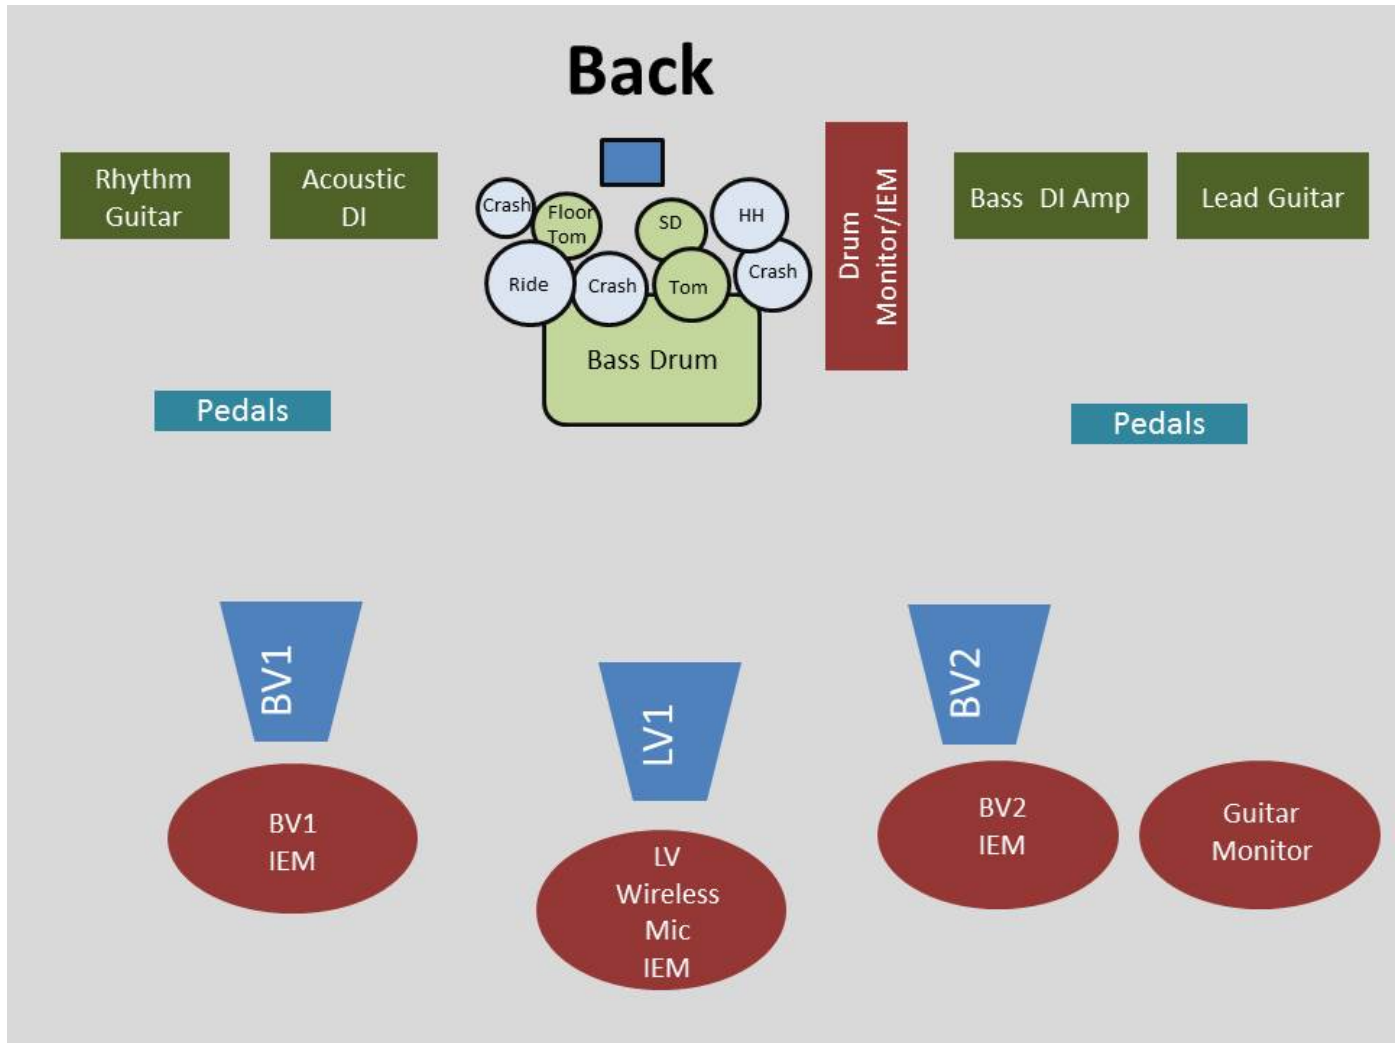 Back
Rhythm
Guitar
Acoustic
DI
Crash
Floor
Tom
SD
HH
Ride
Crash
Tom
Crash
Bass Drum
Drum
Monitor/IEM
Bass DI Amp
Lead Guitar
Pedals
Pedals
BV1
LV1
BV2
BV1
IEM
LV
Wireless
Mic
IEM
BV2
IEM
Guitar
Monitor